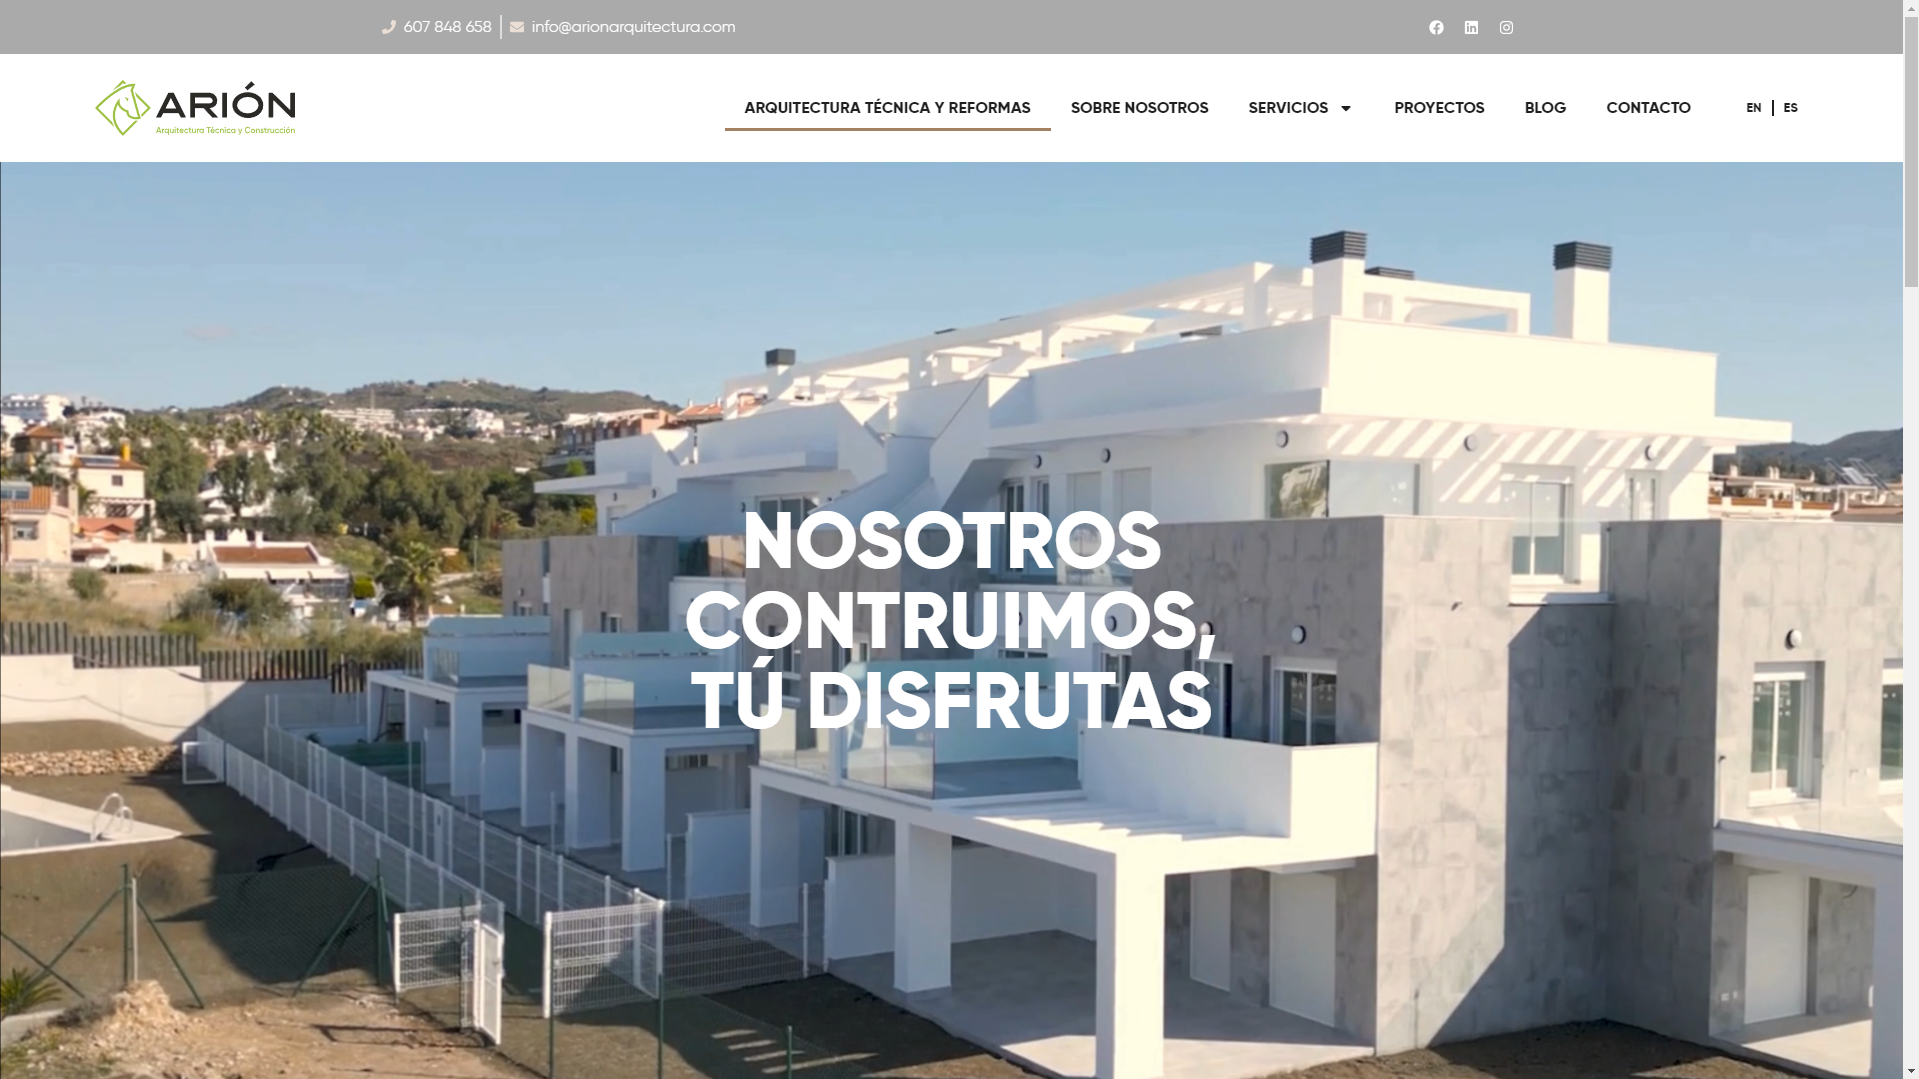 607 848 658
info@arionarquitectura.com
ARIÓN
Arquitectura Técnica y Construcción
ARQUITECTURA TÉCNICA Y REFORMAS
SOBRE NOSOTROS
SERVICIOS
PROYECTOS
BLOG
CONTACTO
EN
ES
NOSOTROS
CONTRUIMOS,
TÚ DISFRUTAS